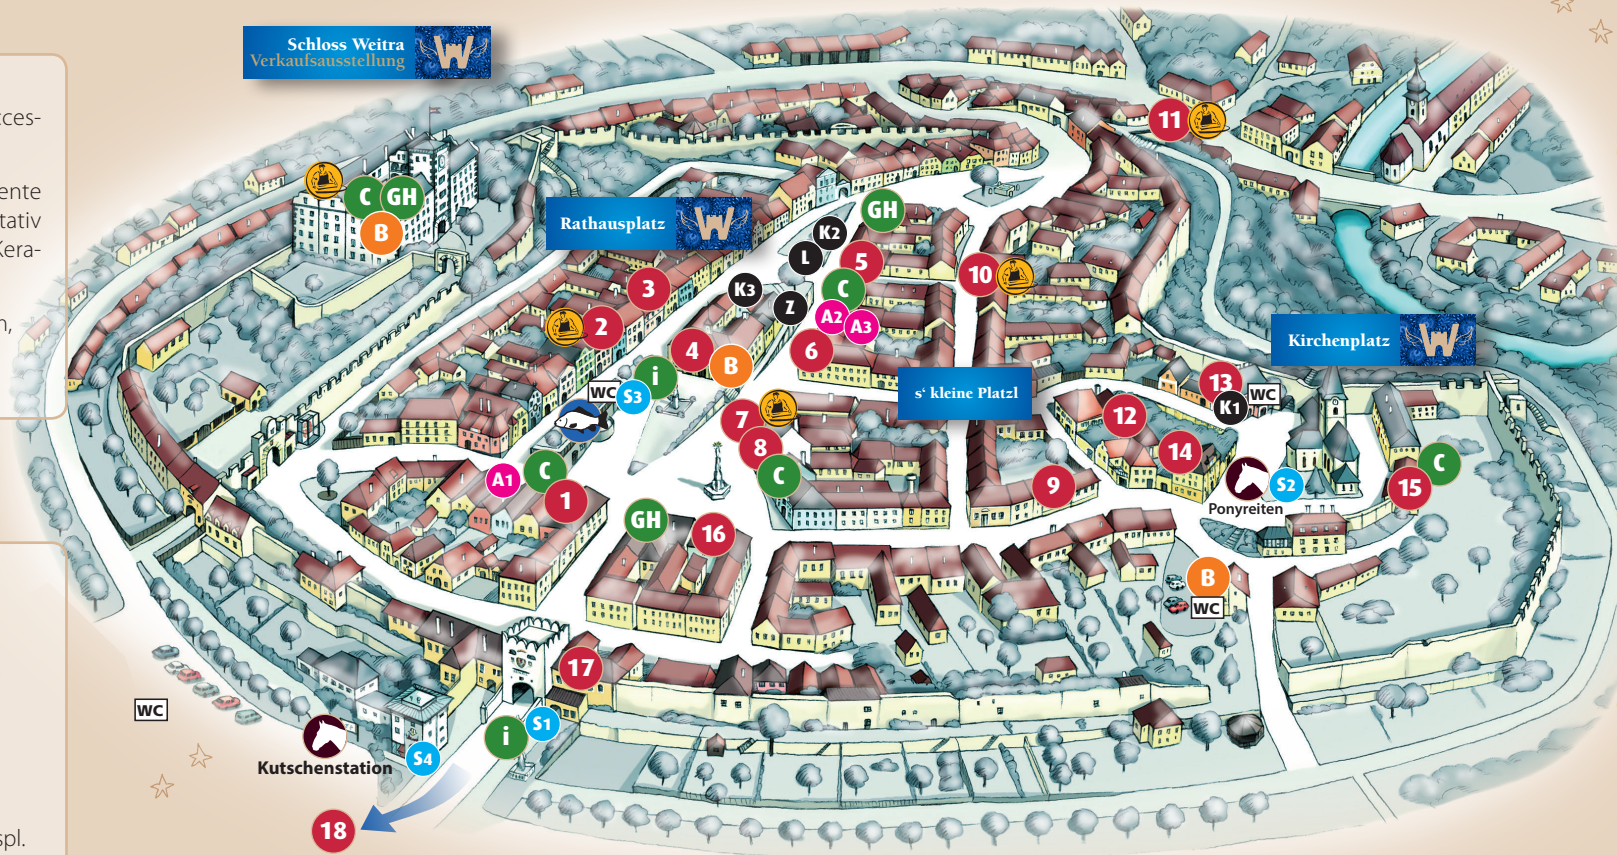 Schloss Weitra
Verkaufsausstellung
W
ente
tativ
Kera-
n,
spl.
11
C GH
B
Rathausplatz
W
GH
K2
L
5
3
K3
C
10
Z
A2
A3
2
4
6
B
i
WC
S3
Kirchenplatz
W
s' kleine Platzl
13
WC
K1
7
12
8
C
14
C
A1
1
9
S2
15
Ponyreiten
GH
16
B
WC
17
WC
i
S1
Kutschenstation
S4
18